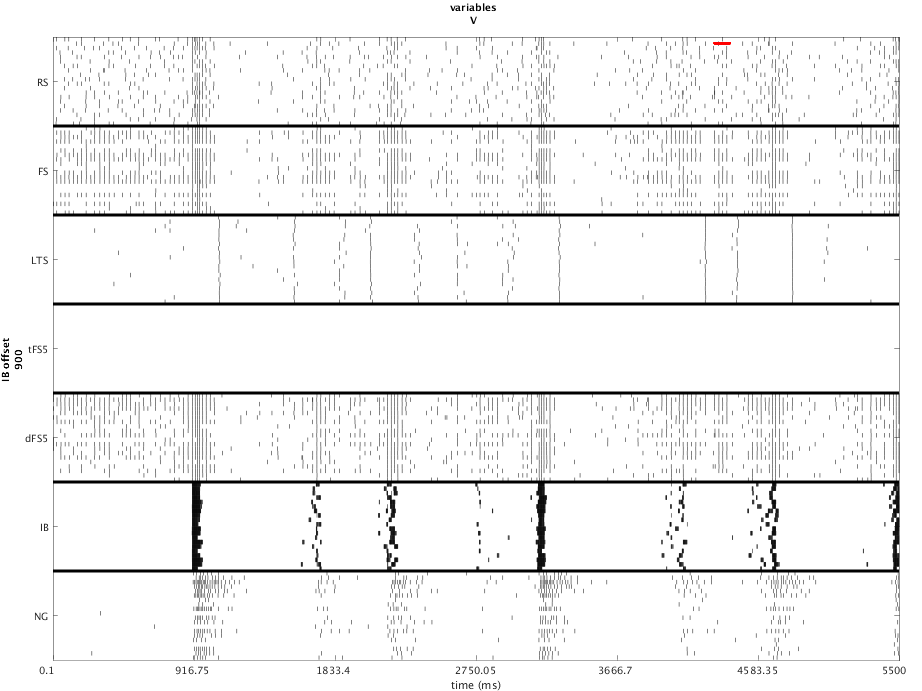 variables
V
RS
FS
LTS
IB offset
900
tFS5
dFS5
IB
NG
0.1 916.75 1833.4 2750.05 3666.7 4583.35 5500
time (ms)